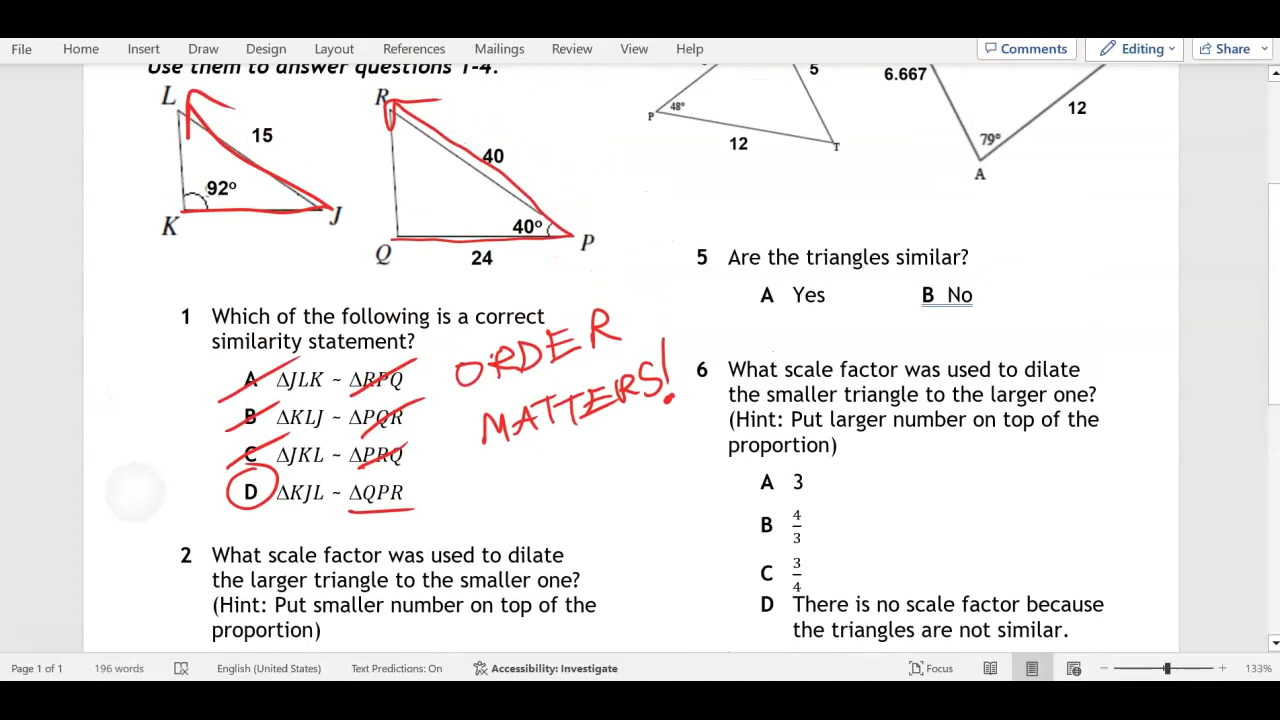 File Home Insert Draw Design Layout References Mailings Review View Help Comments Editing Share
Use them to answer questions 1-4.
L
15
92°
K
J
R
40
40°
Q
24
P
P
48°
5
12
T
6.667
12
79°
A
1 Which of the following is a correct
similarity statement?
A ΔJLK ~ ΔRPQ
B ΔKLJ ~ ΔPQR
C ΔJKL ~ ΔPRQ
D ΔKJL ~ ΔQPR
ORDER
MATTERS!
2 What scale factor was used to dilate
the larger triangle to the smaller one?
(Hint: Put smaller number on top of the
proportion)
5 Are the triangles similar?
A Yes B No
6 What scale factor was used to dilate
the smaller triangle to the larger one?
(Hint: Put larger number on top of the
proportion)
A 3
B 4/3
C 3/4
D There is no scale factor because
the triangles are not similar.
Page 1 of 1 196 words English (United States) Text Predictions: On Accessibility: Investigate Focus 133%